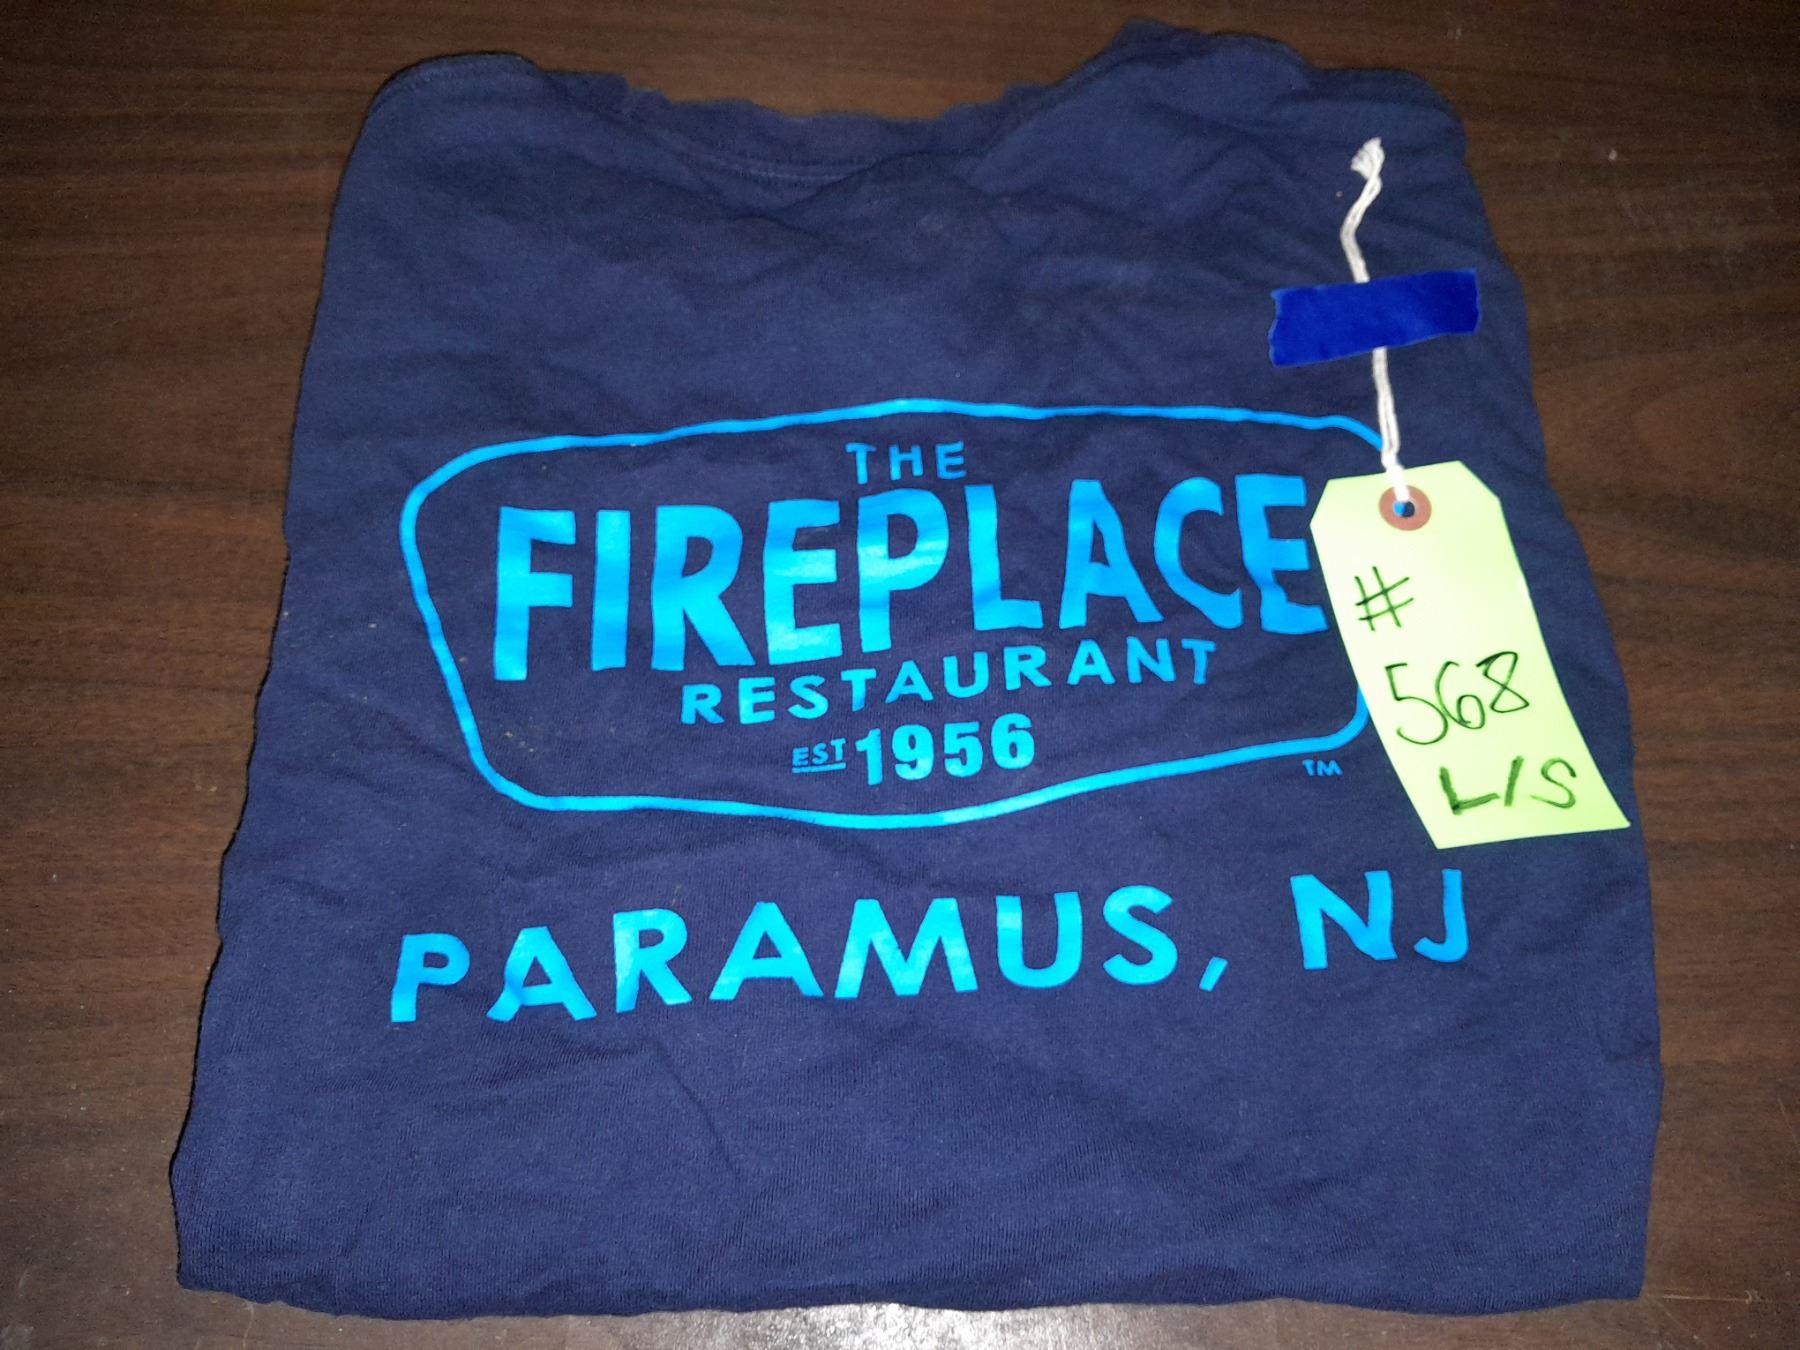 THE
FIREPLACE
RESTAURANT
EST 1956
TM
PARAMUS, NJ
#
568
L/S